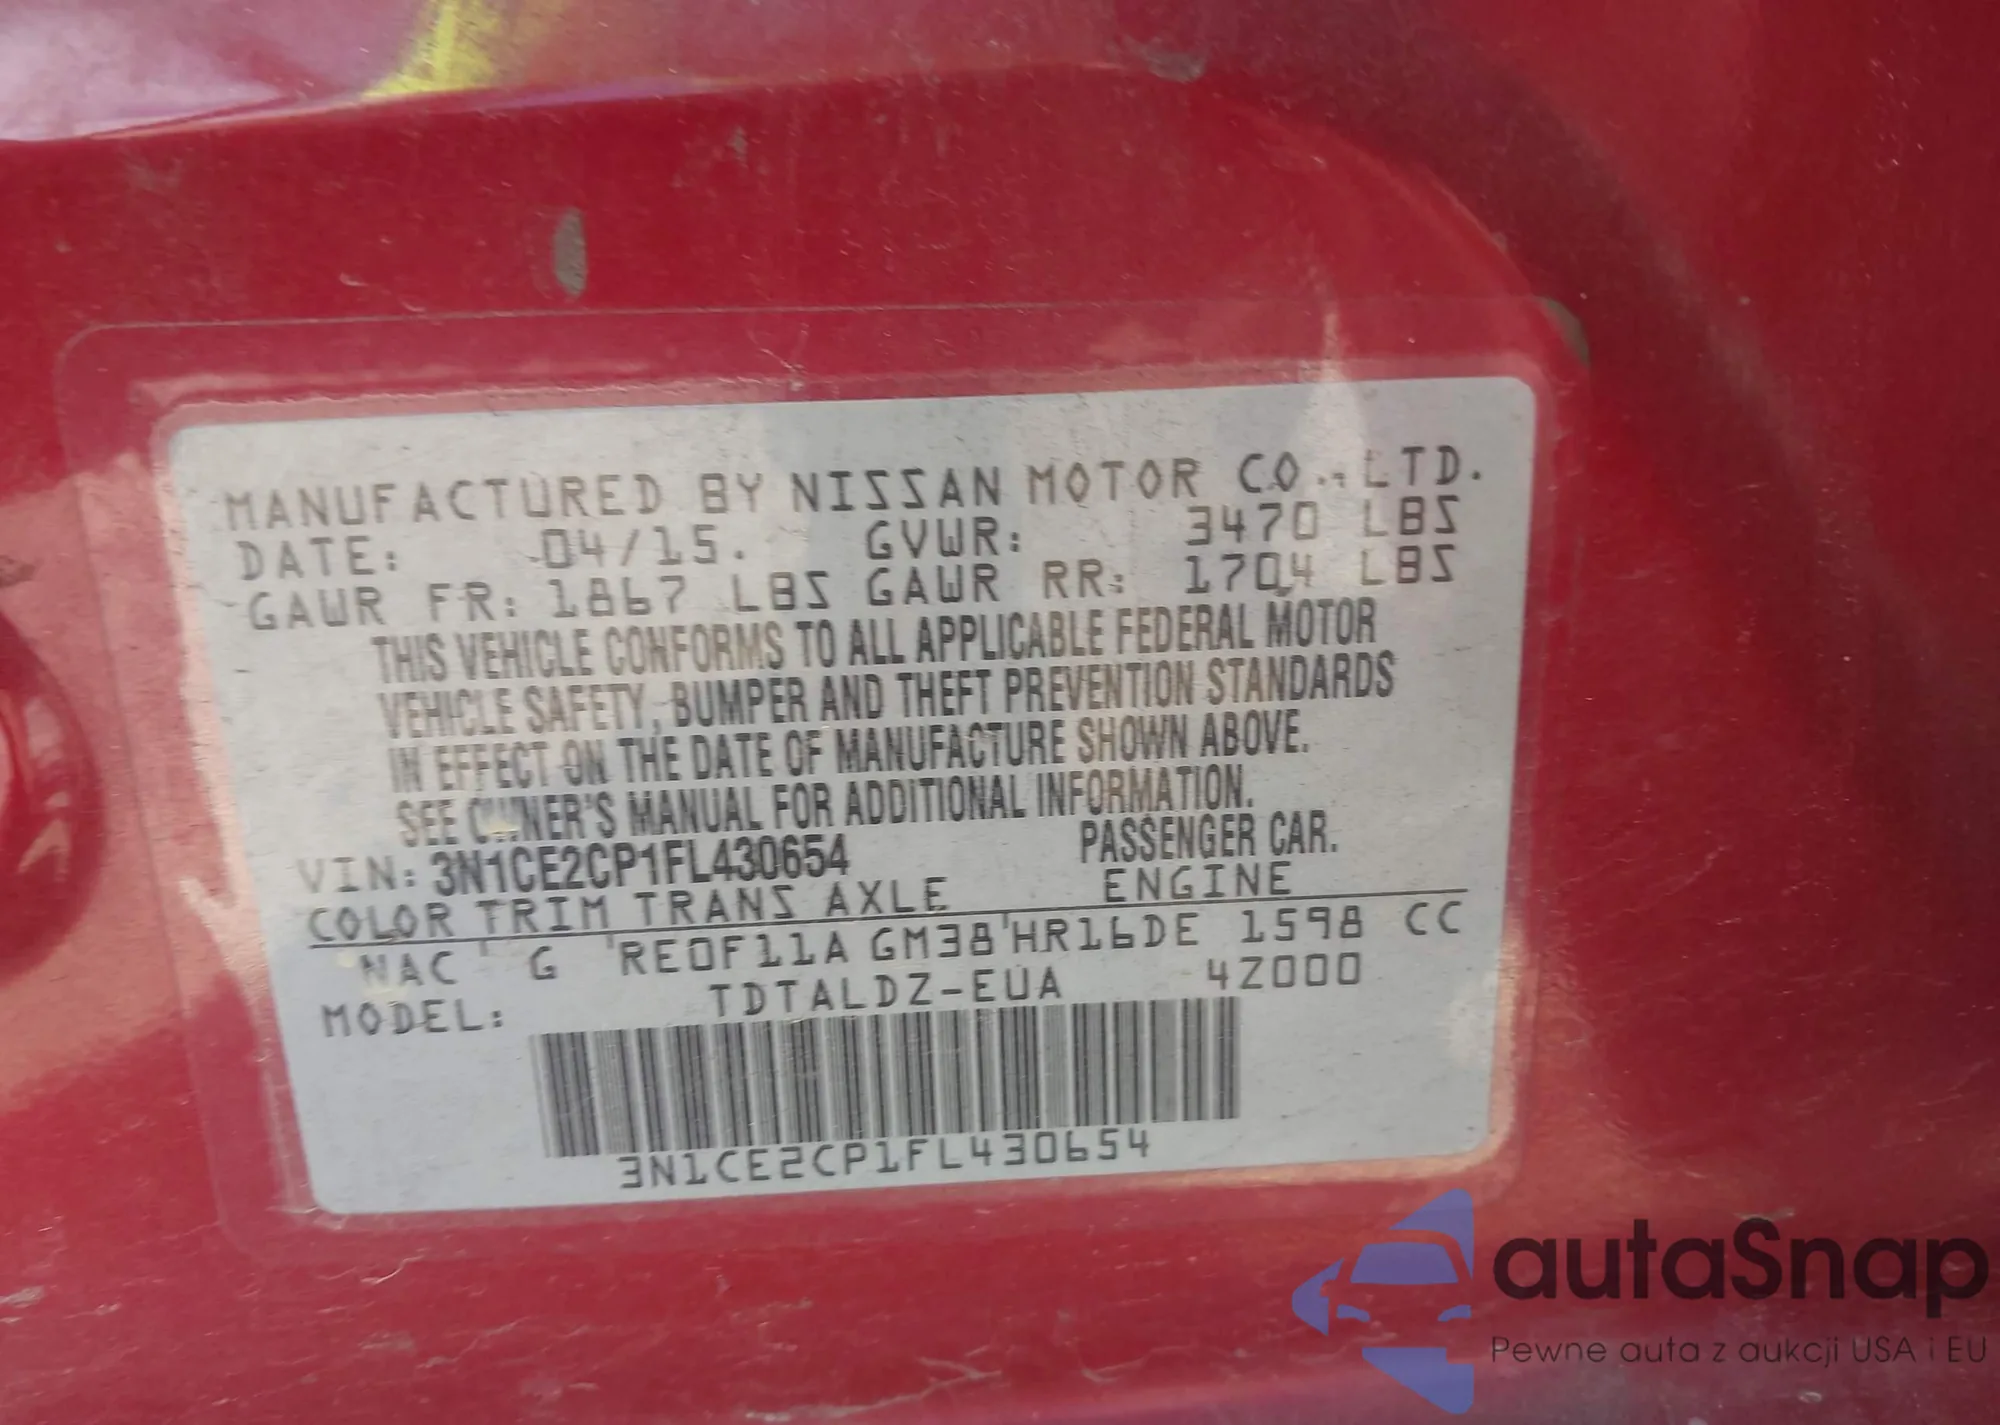 MANUFACTURED BY NISSAN MOTOR CO., LTD.
DATE: 04/15. GVWR: 3470 LBS
GAWR FR: 1867 LBS GAWR RR: 1704 LBS
THIS VEHICLE CONFORMS TO ALL APPLICABLE FEDERAL MOTOR
VEHICLE SAFETY, BUMPER AND THEFT PREVENTION STANDARDS
IN EFFECT ON THE DATE OF MANUFACTURE SHOWN ABOVE.
SEE OWNER'S MANUAL FOR ADDITIONAL INFORMATION.
VIN: 3N1CE2CP1FL430654 PASSENGER CAR.
COLOR TRIM TRANS AXLE ENGINE
NAC G RE0F11A GM38 HR16DE 1598 CC
MODEL: TDTALDZ-EUA 4Z000
3N1CE2CP1FL430654
autaSnap
Pewne auta z aukcji USA i EU